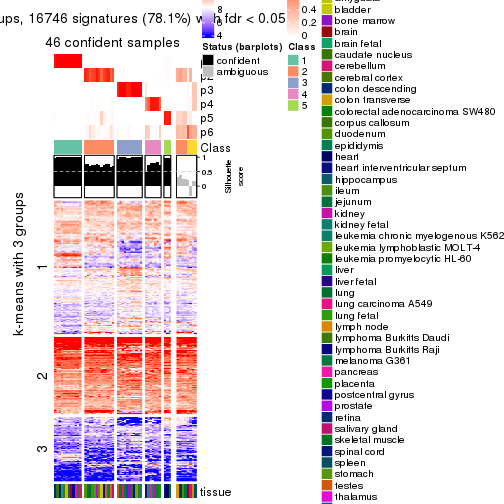 ups, 16746 signatures (78.1%) with fdr < 0.05
46 confident samples
p1
p2
p3
p4
p5
p6
Class
1
0.5
0
Silhouette
score
k-means with 3 groups
1
2
3
tissue
8
6
4
0.4
0.2
0
Status (barplots)
confident
ambiguous
Class
1
2
3
4
5
bladder
bone marrow
brain
brain fetal
caudate nucleus
cerebellum
cerebral cortex
colon descending
colon transverse
colorectal adenocarcinoma SW480
corpus callosum
duodenum
epididymis
heart
heart interventricular septum
hippocampus
ileum
jejunum
kidney
kidney fetal
leukemia chronic myelogenous K562
leukemia lymphoblastic MOLT-4
leukemia promyelocytic HL-60
liver
liver fetal
lung
lung carcinoma A549
lung fetal
lymph node
lymphoma Burkitts Daudi
lymphoma Burkitts Raji
melanoma G361
pancreas
placenta
postcentral gyrus
prostate
retina
salivary gland
skeletal muscle
spinal cord
spleen
stomach
testes
thalamus